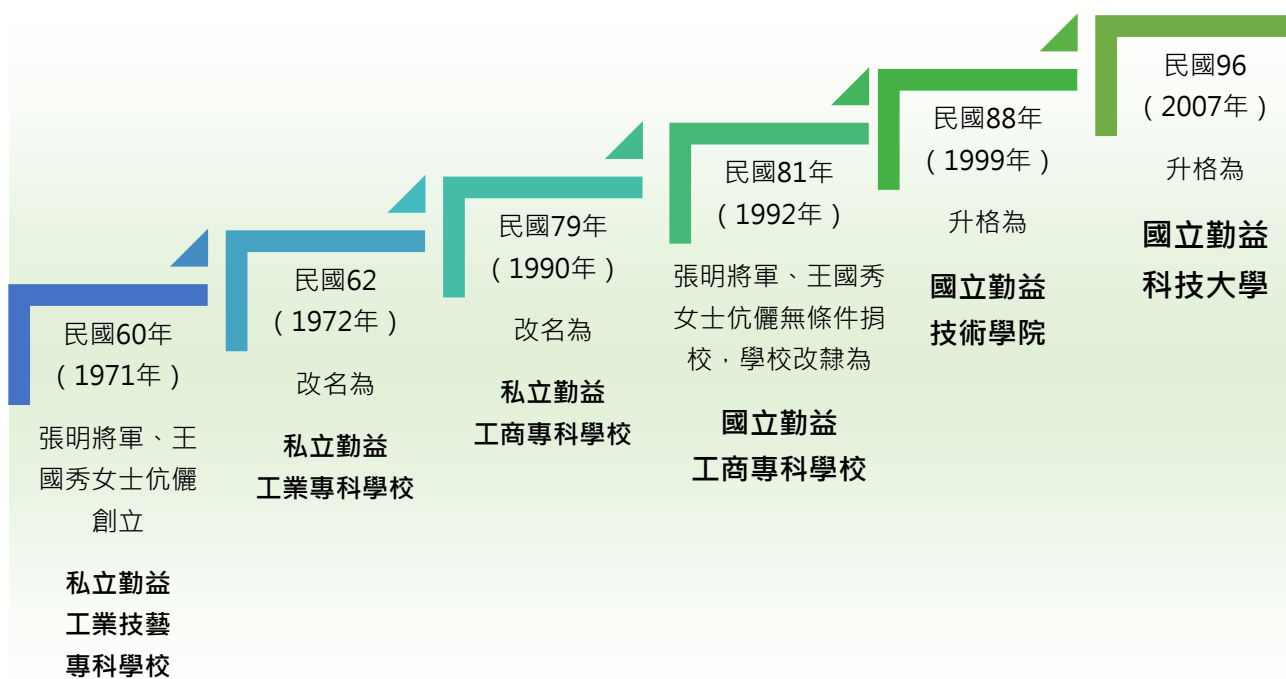 民國60年
（1971年）
張明將軍、王
國秀女士伉儷
創立
私立勤益
工業技藝
專科學校
民國62
（1972年）
改名為
私立勤益
工業專科學校
民國79年
（1990年）
改名為
私立勤益
工商專科學校
民國81年
（1992年）
張明將軍、王國秀
女士伉儷無條件捐
校，學校改隸為
國立勤益
工商專科學校
民國88年
（1999年）
升格為
國立勤益
技術學院
民國96
（2007年）
升格為
國立勤益
科技大學